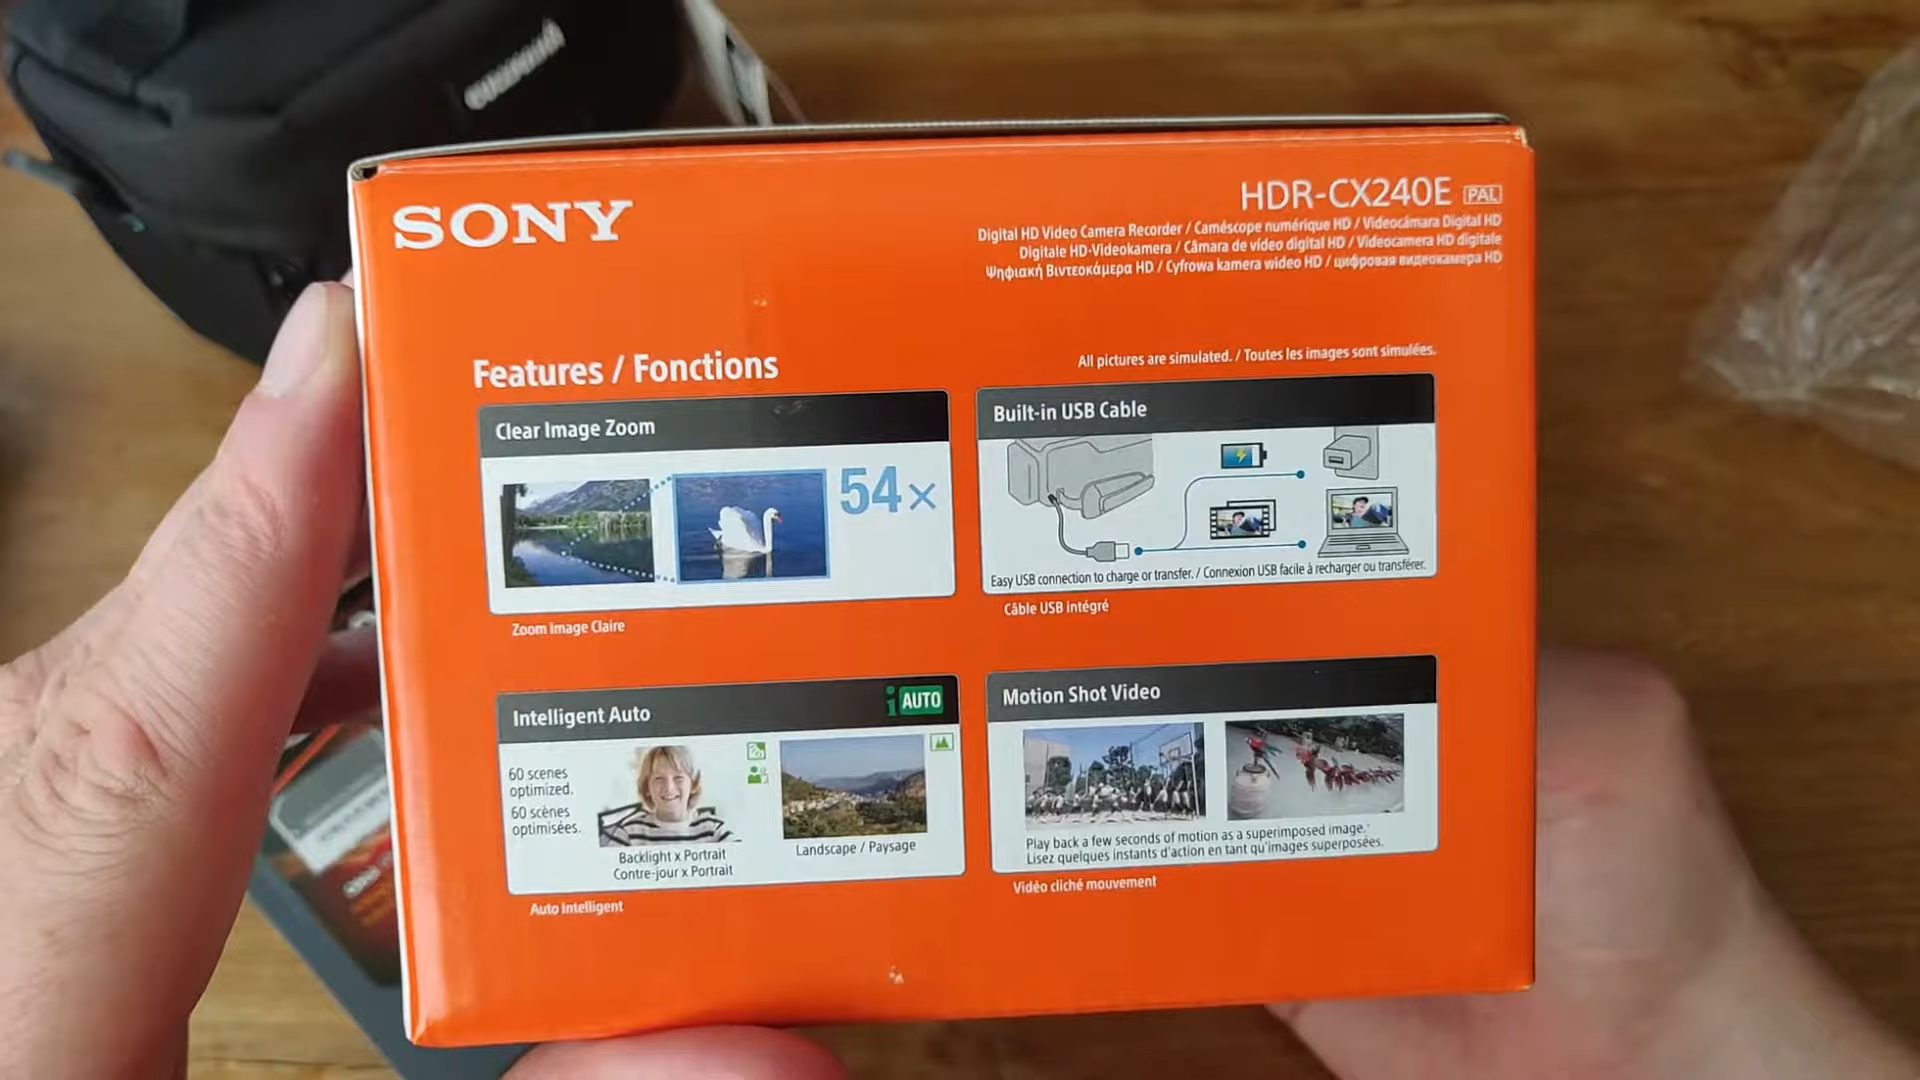 SONY
HDR-CX240E PAL
Digital HD Video Camera Recorder / Caméscope numérique HD / Videocámara Digital HD
Digitale HD-Videokamera / Câmara de vídeo digital HD / Videocamera HD digitale
Ψηφιακή Βιντεοκάμερα HD / Cyfrowa kamera wideo HD / цифровая видеокамера HD
Features / Fonctions
All pictures are simulated. / Toutes les images sont simulées.
Clear Image Zoom
54×
Zoom Image Claire
Built-in USB Cable
Easy USB connection to charge or transfer. / Connexion USB facile à recharger ou transférer.
Câble USB intégré
Intelligent Auto
iAUTO
60 scenes
optimized.
60 scènes
optimisées.
Backlight x Portrait
Contre-jour x Portrait
Landscape / Paysage
Auto Intelligent
Motion Shot Video
Play back a few seconds of motion as a superimposed image.
Lisez quelques instants d'action en tant qu'images superposées.
Vidéo cliché mouvement